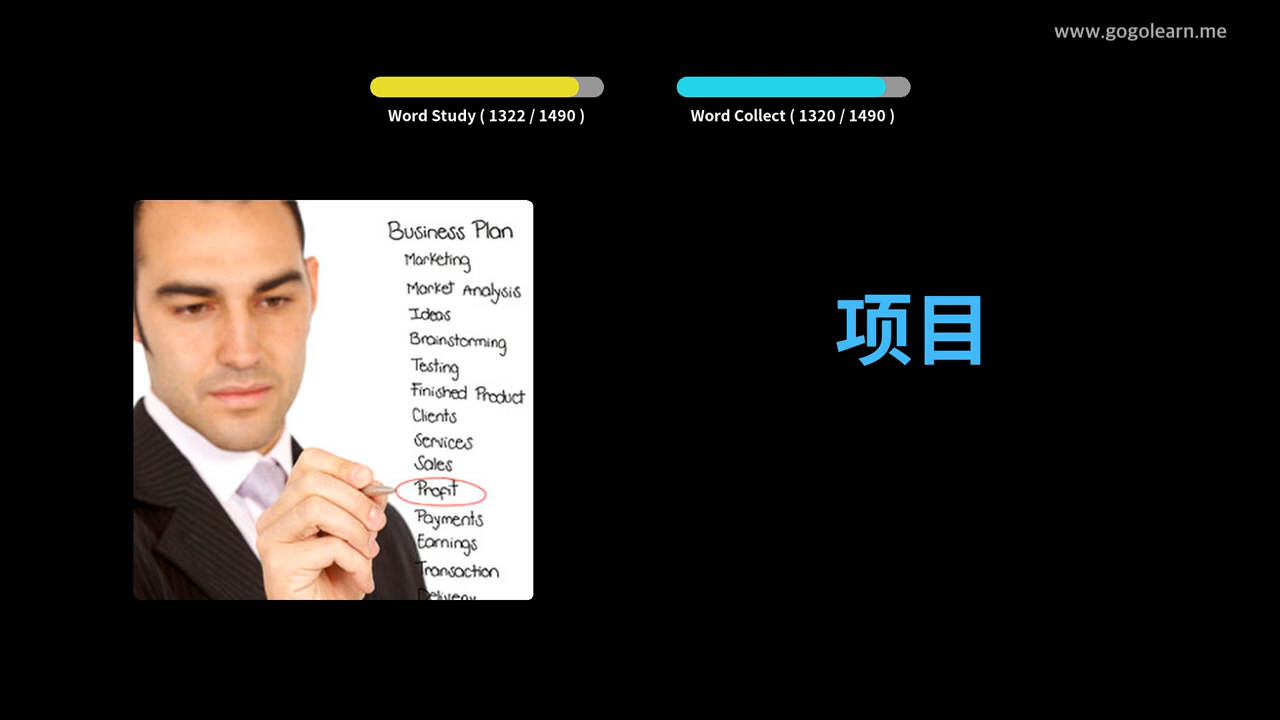 www.gogolearn.me
Word Study ( 1322 / 1490 )
Word Collect ( 1320 / 1490 )
Business Plan
Marketing
Market Analysis
Ideas
Brainstorming
Testing
Finished Product
Clients
Services
Sales
Profit
Payments
Earnings
Transaction
Delivery
项目